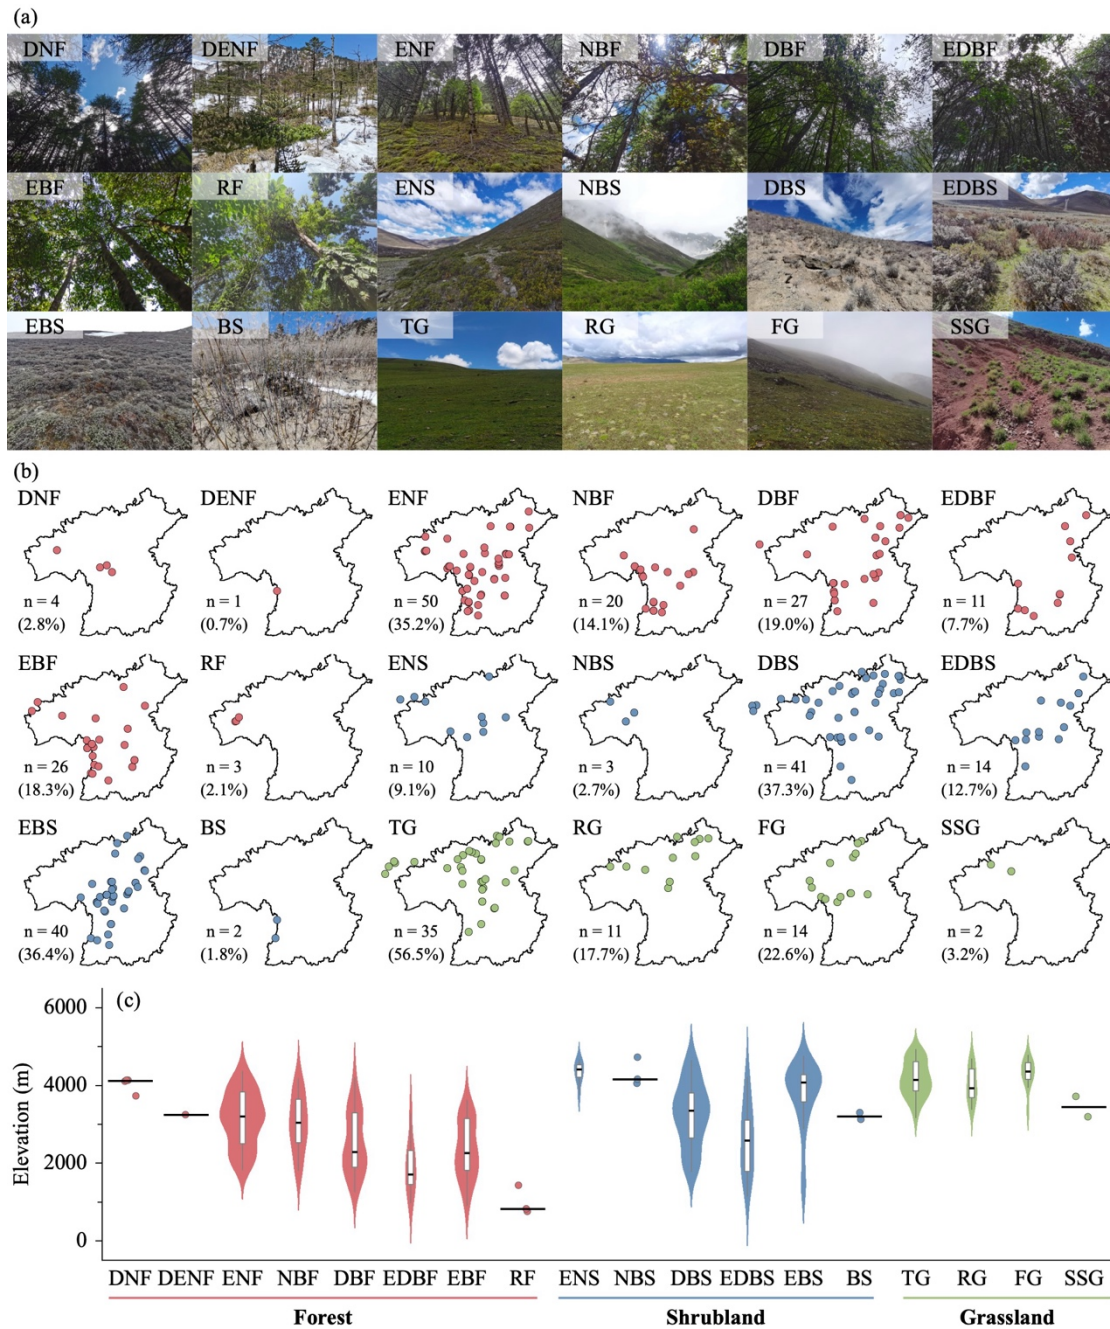 (a)
DNF DENF ENF NBF DBF EDBF
EBF RF ENS NBS DBS EDBS
EBS BS TG RG FG SSG
(b)
DNF DENF ENF NBF DBF EDBF
n = 4 n = 1 n = 50 n = 20 n = 27 n = 11
(2.8%) (0.7%) (35.2%) (14.1%) (19.0%) (7.7%)
EBF RF ENS NBS DBS EDBS
n = 26 n = 3 n = 10 n = 3 n = 41 n = 14
(18.3%) (2.1%) (9.1%) (2.7%) (37.3%) (12.7%)
EBS BS TG RG FG SSG
n = 40 n = 2 n = 35 n = 11 n = 14 n = 2
(36.4%) (1.8%) (56.5%) (17.7%) (22.6%) (3.2%)
(c)
Elevation (m)
6000
4000
2000
0
DNF DENF ENF NBF DBF EDBF EBF RF ENS NBS DBS EDBS EBS BS TG RG FG SSG
Forest Shrubland Grassland